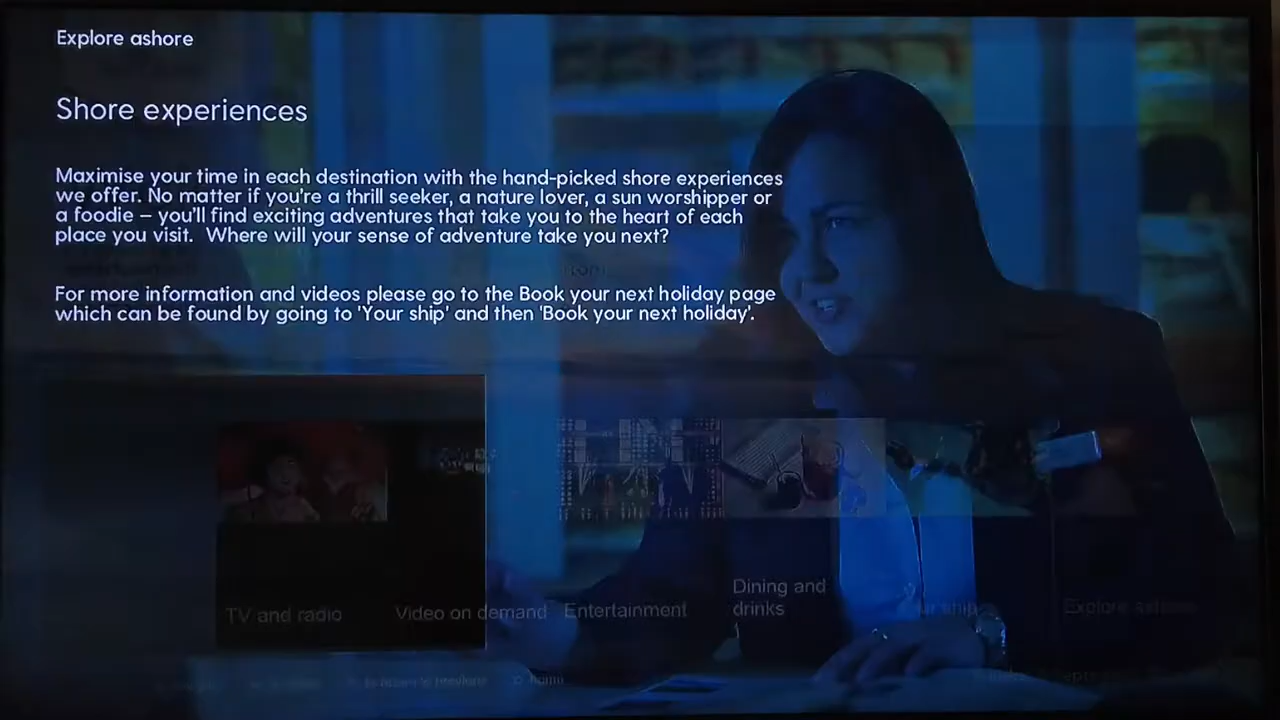 Explore ashore
Shore experiences
Maximise your time in each destination with the hand-picked shore experiences
we offer. No matter if you're a thrill seeker, a nature lover, a sun worshipper or
a foodie – you'll find exciting adventures that take you to the heart of each
place you visit. Where will your sense of adventure take you next?
For more information and videos please go to the Book your next holiday page
which can be found by going to 'Your ship' and then 'Book your next holiday'.
TV and radio
Video on demand
Entertainment
Dining and
drinks
ship
Explore ashore
home